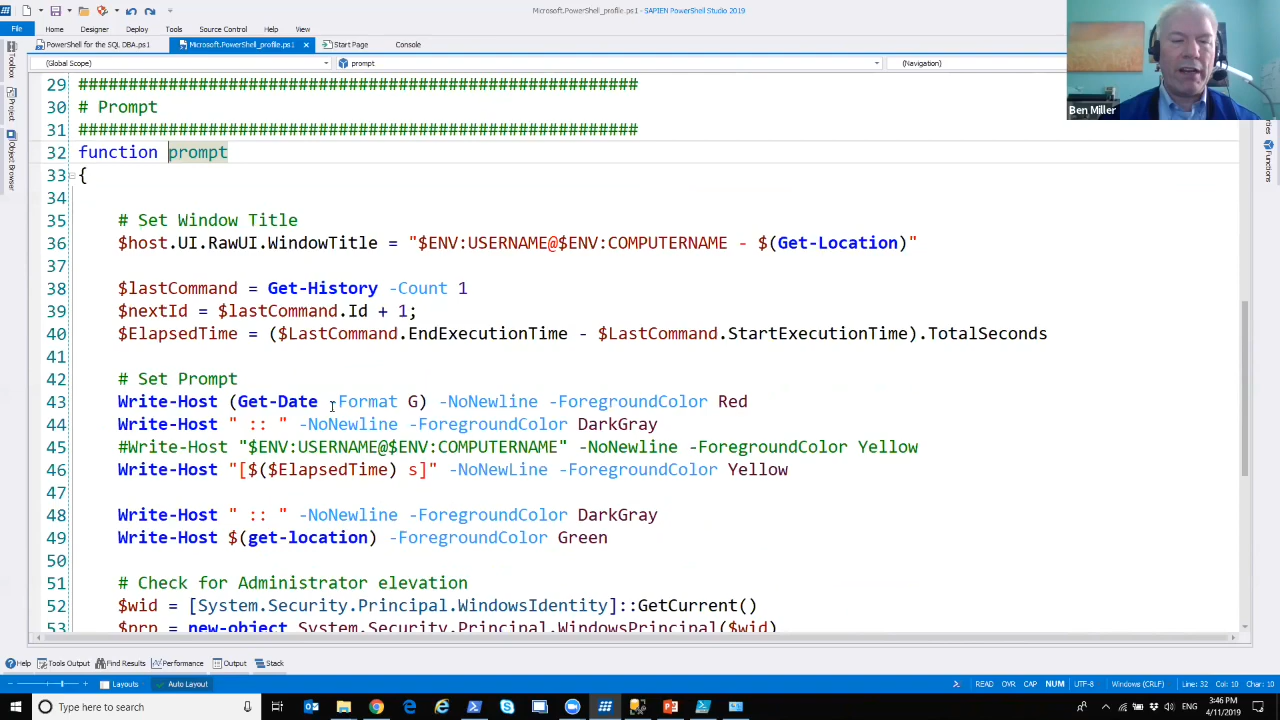 Microsoft.PowerShell_profile.ps1 - SAPIEN PowerShell Studio 2019
File Home Designer Deploy Tools Source Control Help View
PowerShell for the SQL DBA.ps1 Microsoft.PowerShell_profile.ps1 Start Page Console
(Global Scope) prompt (Navigation)
Toolbox
Project
Object Browser
Functions
Ben Miller
29 ########################################################
30 # Prompt
31 ########################################################
32 function prompt
33 {
34
35 # Set Window Title
36 $host.UI.RawUI.WindowTitle = "$ENV:USERNAME@$ENV:COMPUTERNAME - $(Get-Location)"
37
38 $lastCommand = Get-History -Count 1
39 $nextId = $lastCommand.Id + 1;
40 $ElapsedTime = ($LastCommand.EndExecutionTime - $LastCommand.StartExecutionTime).TotalSeconds
41
42 # Set Prompt
43 Write-Host (Get-Date -Format G) -NoNewline -ForegroundColor Red
44 Write-Host " :: " -NoNewline -ForegroundColor DarkGray
45 #Write-Host "$ENV:USERNAME@$ENV:COMPUTERNAME" -NoNewline -ForegroundColor Yellow
46 Write-Host "[$($ElapsedTime) s]" -NoNewLine -ForegroundColor Yellow
47
48 Write-Host " :: " -NoNewline -ForegroundColor DarkGray
49 Write-Host $(get-location) -ForegroundColor Green
50
51 # Check for Administrator elevation
52 $wid = [System.Security.Principal.WindowsIdentity]::GetCurrent()
53 $prp = new-object System.Security.Principal.WindowsPrincipal($wid)
Help Tools Output Find Results Performance Output Stack
Layouts Auto Layout READ OVR CAP NUM UTF-8 Windows (CRLF) Line: 32 Col: 10 Char: 10
Type here to search ENG 3:46 PM
4/11/2019